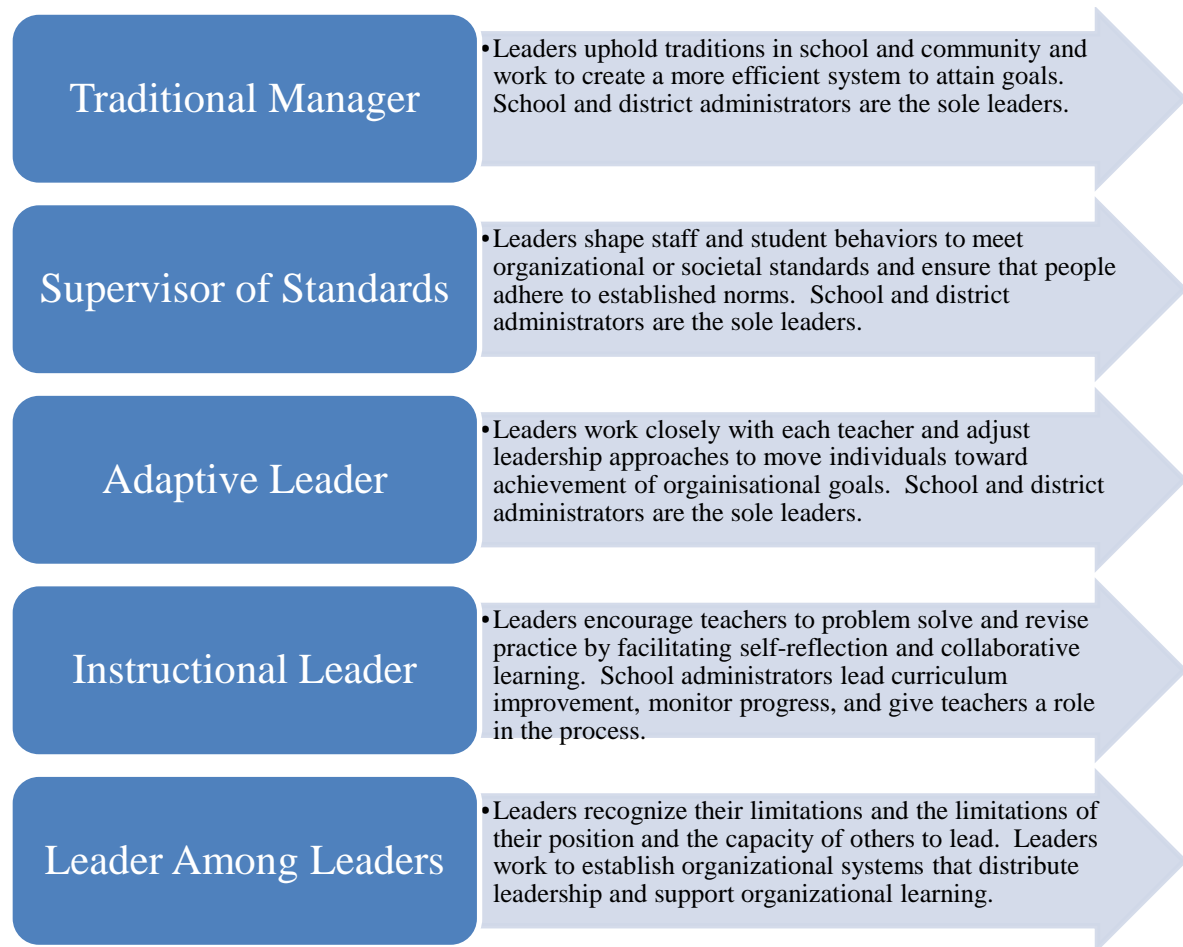 Traditional Manager
•Leaders uphold traditions in school and community and
work to create a more efficient system to attain goals.
School and district administrators are the sole leaders.
Supervisor of Standards
•Leaders shape staff and student behaviors to meet
organizational or societal standards and ensure that people
adhere to established norms.  School and district
administrators are the sole leaders.
Adaptive Leader
•Leaders work closely with each teacher and adjust
leadership approaches to move individuals toward
achievement of orgainisational goals.  School and district
administrators are the sole leaders.
Instructional Leader
•Leaders encourage teachers to problem solve and revise
practice by facilitating self-reflection and collaborative
learning.  School administrators lead curriculum
improvement, monitor progress, and give teachers a role
in the process.
Leader Among Leaders
•Leaders recognize their limitations and the limitations of
their position and the capacity of others to lead.  Leaders
work to establish organizational systems that distribute
leadership and support organizational learning.